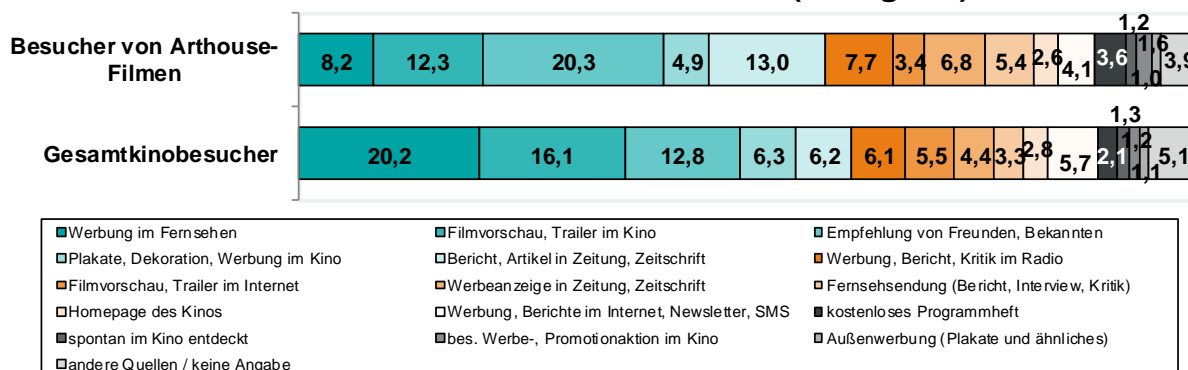 1,2
Besucher von Arthouse-
Filmen
8,2 12,3 20,3 4,9 13,0 7,7 3,4 6,8 5,4 2,6 4,1 3,6 1,0 1,6 3,9
1,3
Gesamtkinobesucher
20,2 16,1 12,8 6,3 6,2 6,1 5,5 4,4 3,3 2,8 5,7 2,1 1,2 1,1 5,1
Werbung im Fernsehen Filmvorschau, Trailer im Kino Empfehlung von Freunden, Bekannten
Plakate, Dekoration, Werbung im Kino Bericht, Artikel in Zeitung, Zeitschrift Werbung, Bericht, Kritik im Radio
Filmvorschau, Trailer im Internet Werbeanzeige in Zeitung, Zeitschrift Fernsehsendung (Bericht, Interview, Kritik)
Homepage des Kinos Werbung, Berichte im Internet, Newsletter, SMS kostenloses Programmheft
spontan im Kino entdeckt bes. Werbe-, Promotionaktion im Kino Außenwerbung (Plakate und ähnliches)
andere Quellen / keine Angabe